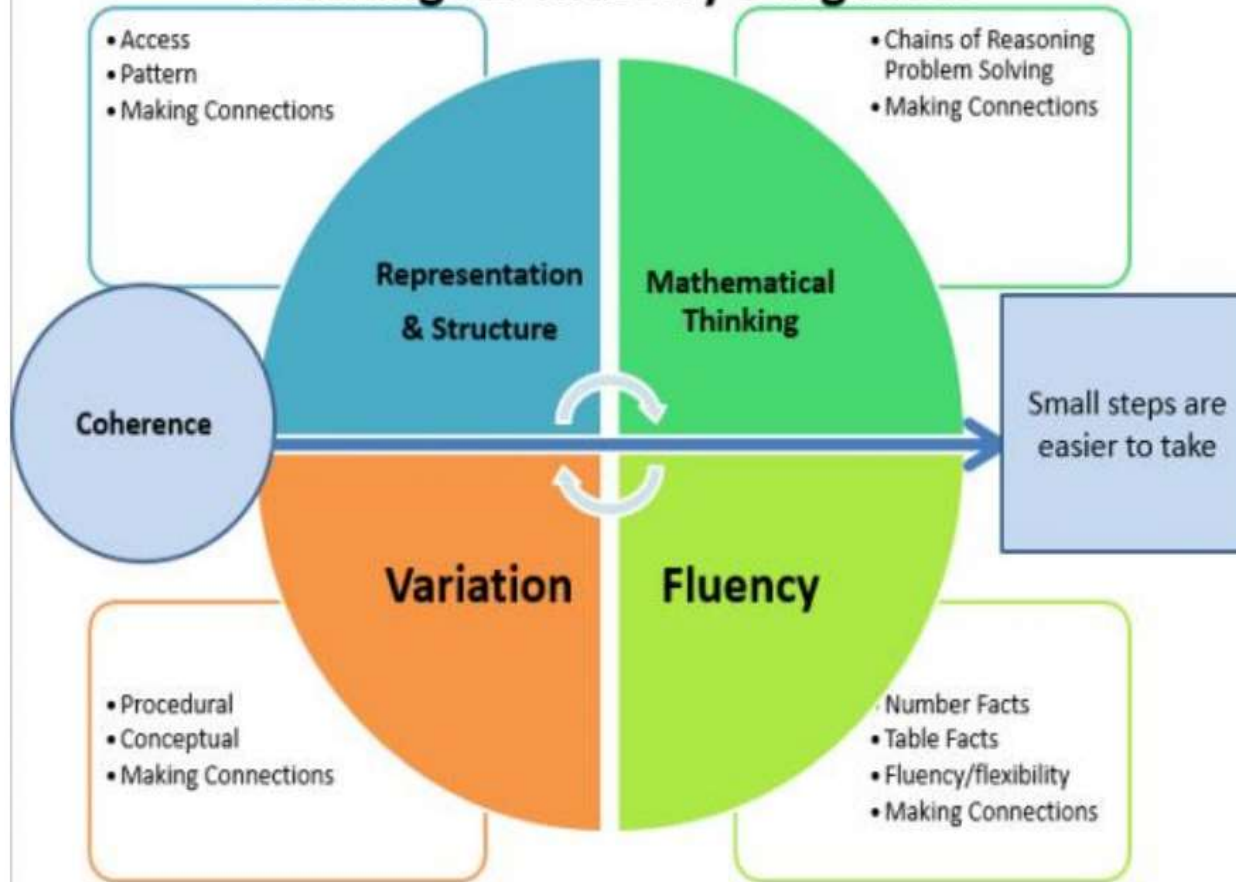 • Access
• Pattern
• Making Connections
• Chains of Reasoning
Problem Solving
• Making Connections
Representation
& Structure
Mathematical
Thinking
Coherence
Small steps are
easier to take
Variation
Fluency
• Procedural
• Conceptual
• Making Connections
• Number Facts
• Table Facts
• Fluency/flexibility
• Making Connections